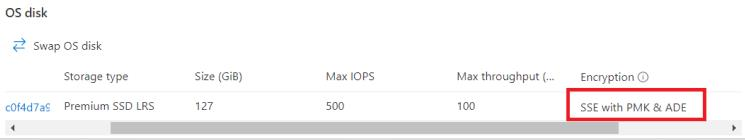 OS disk
Swap OS disk
Storage type Size (GiB) Max IOPS Max throughput (... Encryption
c0f4d7a9 Premium SSD LRS 127 500 100 SSE with PMK & ADE